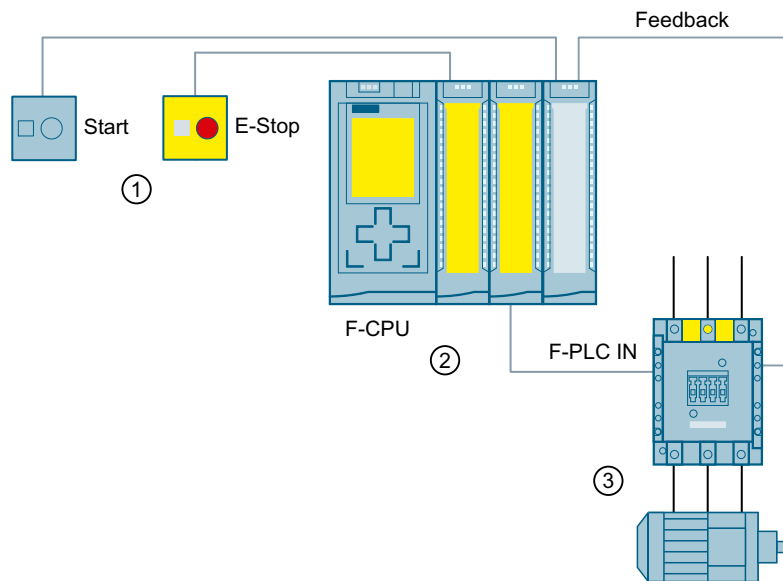 Feedback
Start
E-Stop
①
F-CPU
②
F-PLC IN
③